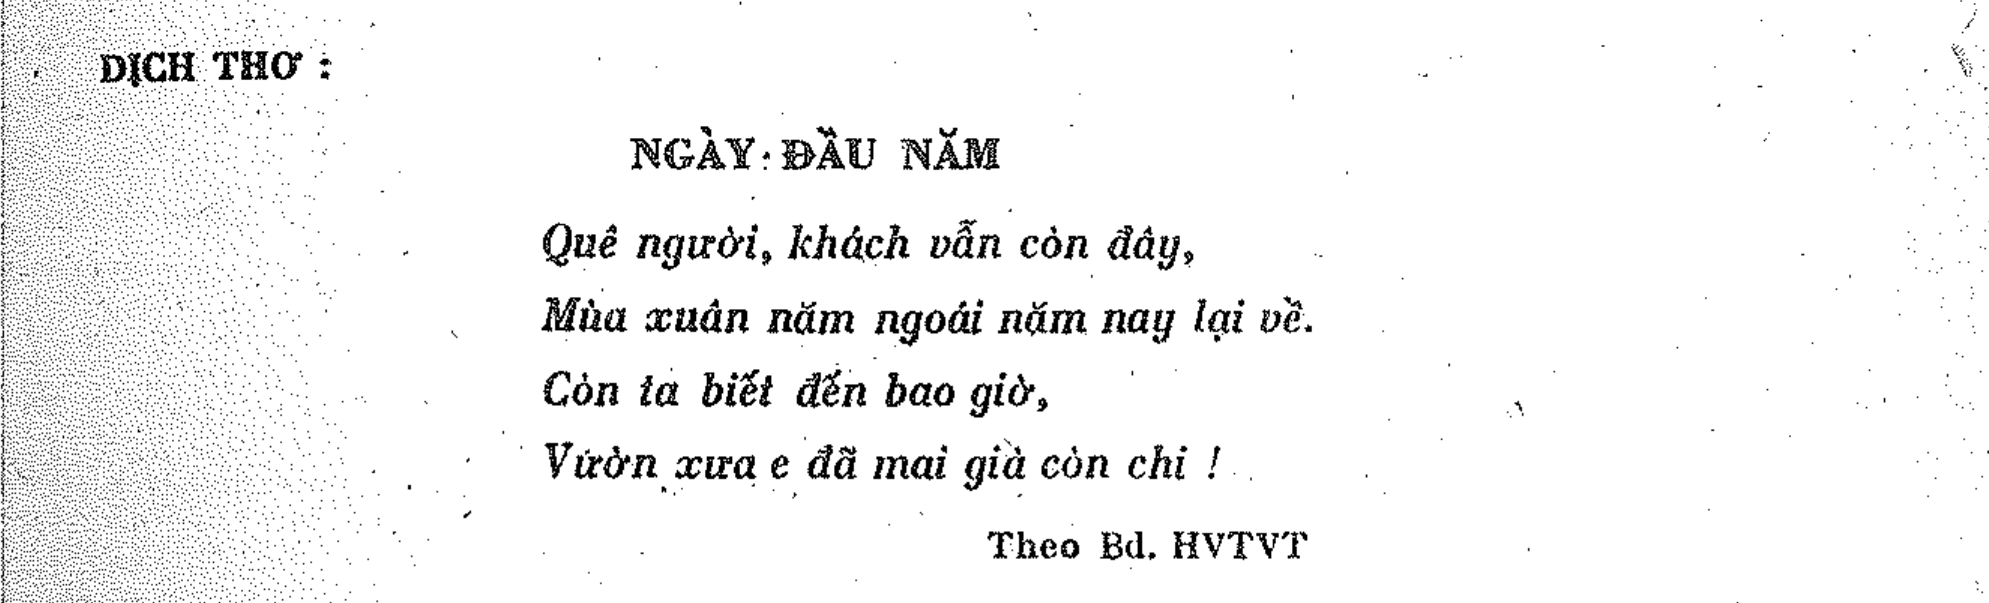 DỊCH THƠ :
NGÀY ĐẦU NĂM
Quê người, khách vẫn còn đây,
Mùa xuân năm ngoái năm nay lại về.
Còn ta biết đến bao giờ,
Vườn xưa e đã mai già còn chi !
Theo Bd. HVTVT